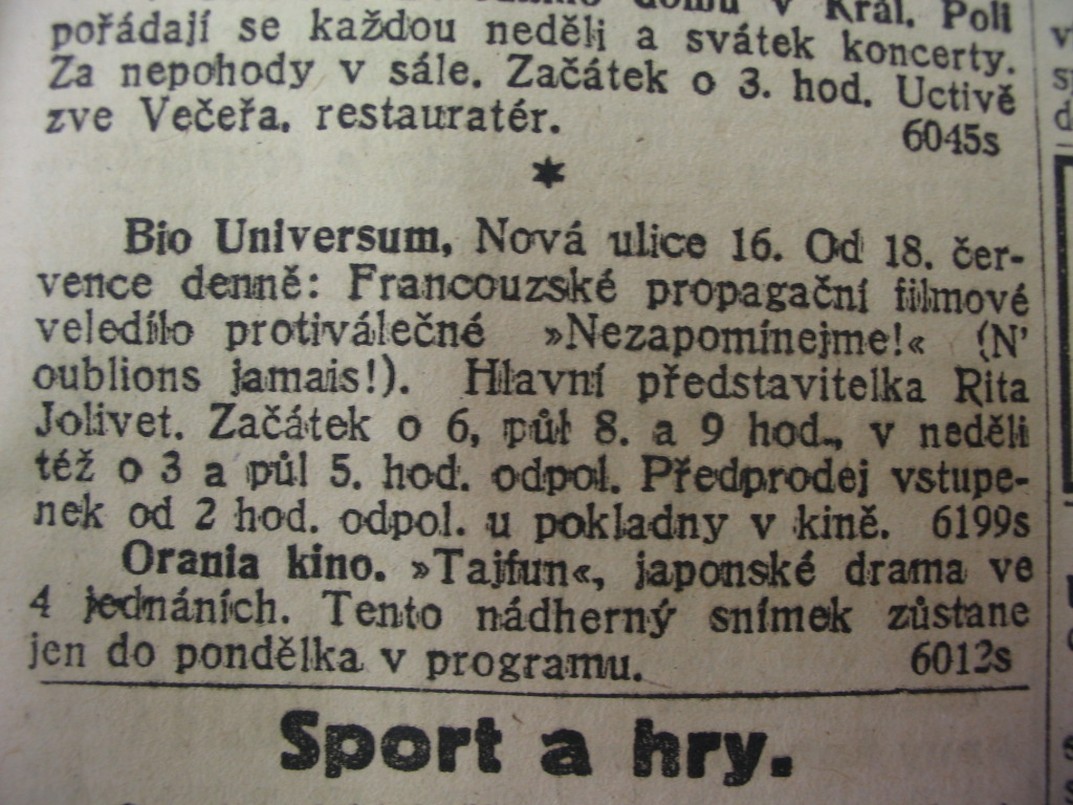 domu v Král. Poli
pořádají se každou neděli a svátek koncerty.
Za nepohody v sále. Začátek o 3. hod. Uctivě
zve Večeřa, restauratér. 6045s
*
Bio Universum, Nová ulice 16. Od 18. čer-
vence denně: Francouzské propagační filmové
veledílo protiválečné »Nezapomínejme!« (N'
oublions jamais!). Hlavní představitelka Rita
Jolivet. Začátek o 6, půl 8. a 9 hod., v neděli
též o 3 a půl 5. hod. odpol. Předprodej vstupe-
nek od 2 hod. odpol. u pokladny v kině. 6199s
Orania kino. »Tajfun«, japonské drama ve
4 jednáních. Tento nádherný snímek zůstane
jen do pondělka v programu. 6012s
Sport a hry.